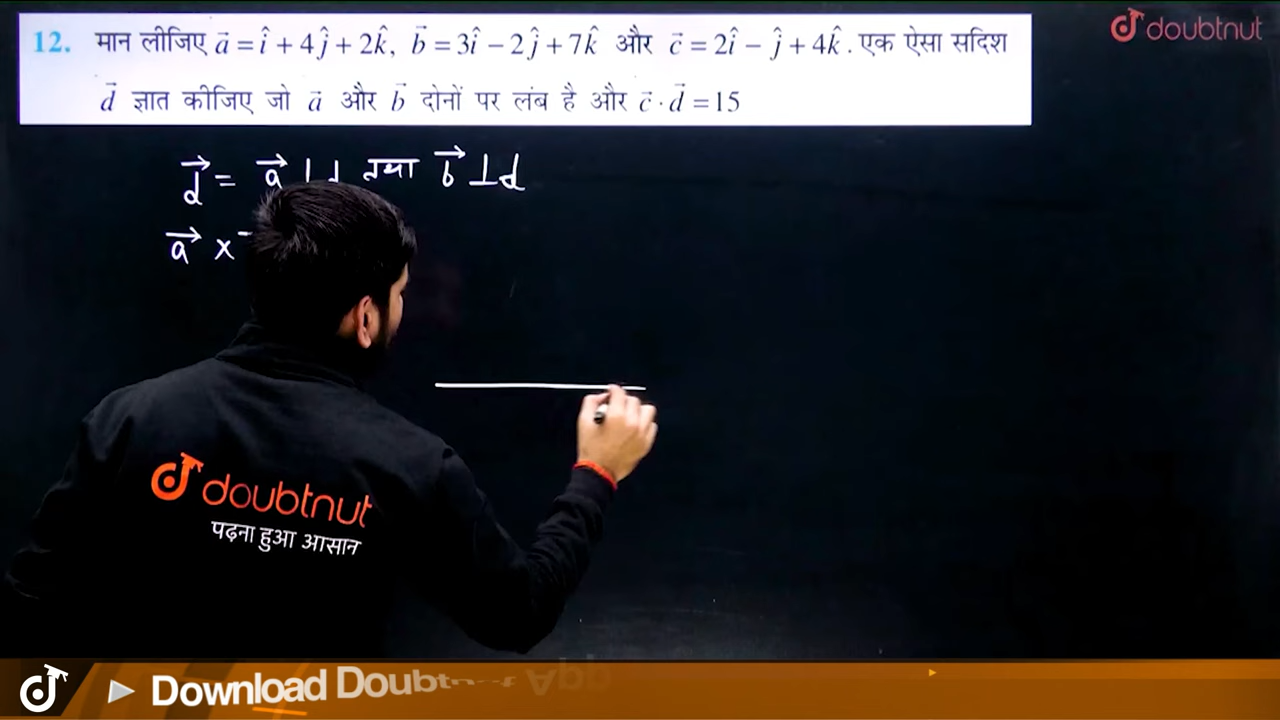 doubtnut
12. मान लीजिए a⃗ = î + 4ĵ + 2k̂, b⃗ = 3î − 2ĵ + 7k̂ और c⃗ = 2î − ĵ + 4k̂. एक ऐसा सदिश
d⃗ ज्ञात कीजिए जो a⃗ और b⃗ दोनों पर लंब है और c⃗ · d⃗ = 15
d⃗ = a⃗ तथा b⃗ ⊥ d
a⃗ ×
doubtnut
पढ़ना हुआ आसान
Download